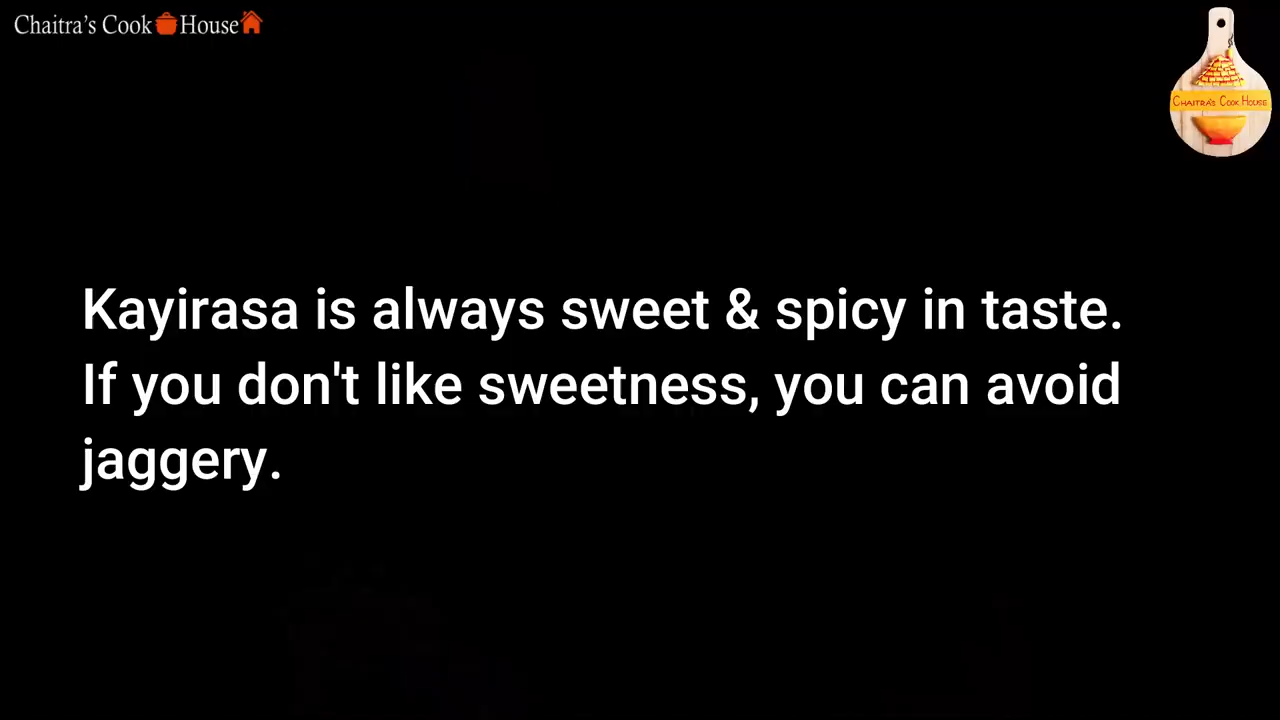 Chaitra's Cook House
CHAITRA'S COOK HOUSE
Kayirasa is always sweet & spicy in taste.
If you don't like sweetness, you can avoid
jaggery.